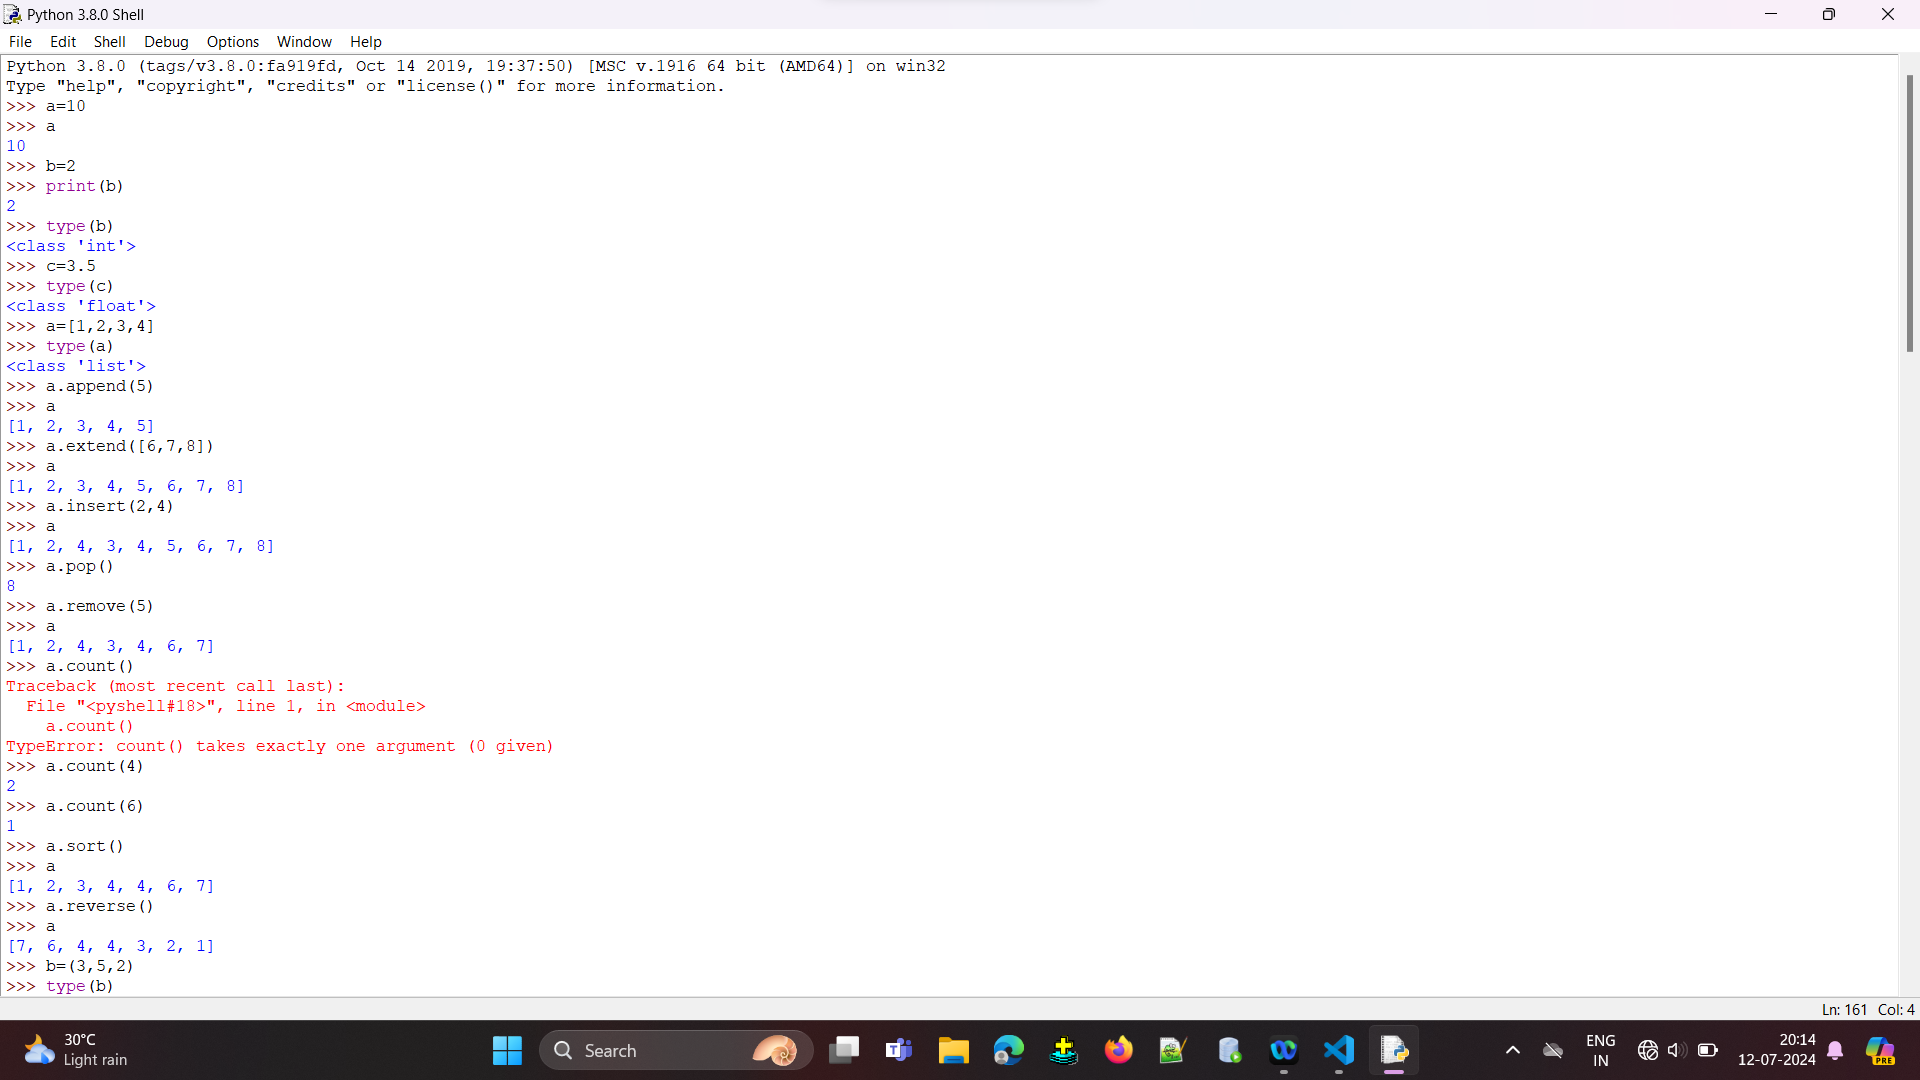 Python 3.8.0 Shell
File Edit Shell Debug Options Window Help
Python 3.8.0 (tags/v3.8.0:fa919fd, Oct 14 2019, 19:37:50) [MSC v.1916 64 bit (AMD64)] on win32
Type "help", "copyright", "credits" or "license()" for more information.
>>> a=10
>>> a
10
>>> b=2
>>> print(b)
2
>>> type(b)
<class 'int'>
>>> c=3.5
>>> type(c)
<class 'float'>
>>> a=[1,2,3,4]
>>> type(a)
<class 'list'>
>>> a.append(5)
>>> a
[1, 2, 3, 4, 5]
>>> a.extend([6,7,8])
>>> a
[1, 2, 3, 4, 5, 6, 7, 8]
>>> a.insert(2,4)
>>> a
[1, 2, 4, 3, 4, 5, 6, 7, 8]
>>> a.pop()
8
>>> a.remove(5)
>>> a
[1, 2, 4, 3, 4, 6, 7]
>>> a.count()
Traceback (most recent call last):
  File "<pyshell#18>", line 1, in <module>
    a.count()
TypeError: count() takes exactly one argument (0 given)
>>> a.count(4)
2
>>> a.count(6)
1
>>> a.sort()
>>> a
[1, 2, 3, 4, 4, 6, 7]
>>> a.reverse()
>>> a
[7, 6, 4, 4, 3, 2, 1]
>>> b=(3,5,2)
>>> type(b)
Ln: 161 Col: 4
30°C
Light rain
Search
ENG
IN
20:14
12-07-2024
PRE